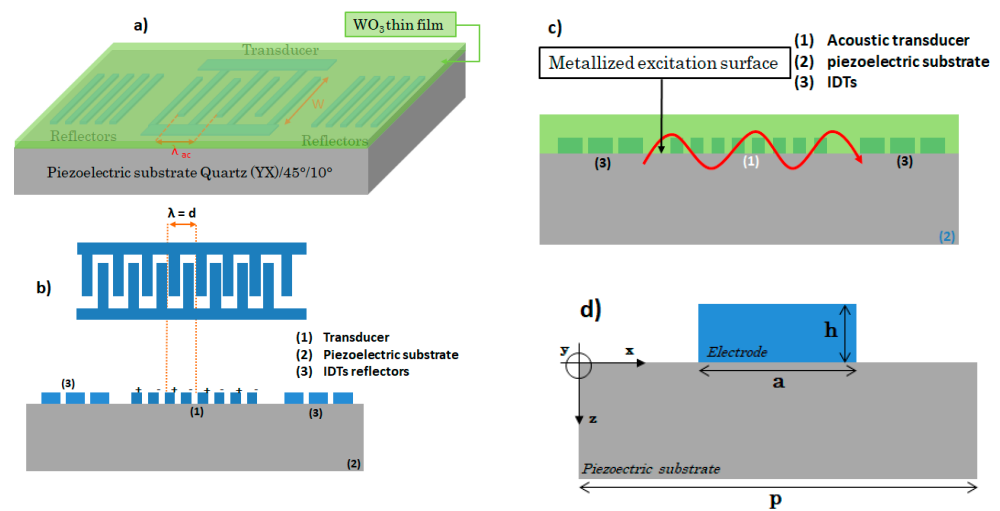 a)
WO3 thin film
Transducer
W
Reflectors
Reflectors
Λ ac
Piezoelectric substrate Quartz (YX)/45°/10°
b)
λ = d
(1) Transducer
(2) Piezoelectric substrate
(3) IDTs reflectors
(3)
+ - + - + - + -
(1)
(3)
(2)
c)
(1) Acoustic transducer
(2) piezoelectric substrate
(3) IDTs
Metallized excitation surface
(3)
(1)
(3)
(2)
d)
y
x
z
Electrode
h
a
Piezoectric substrate
p